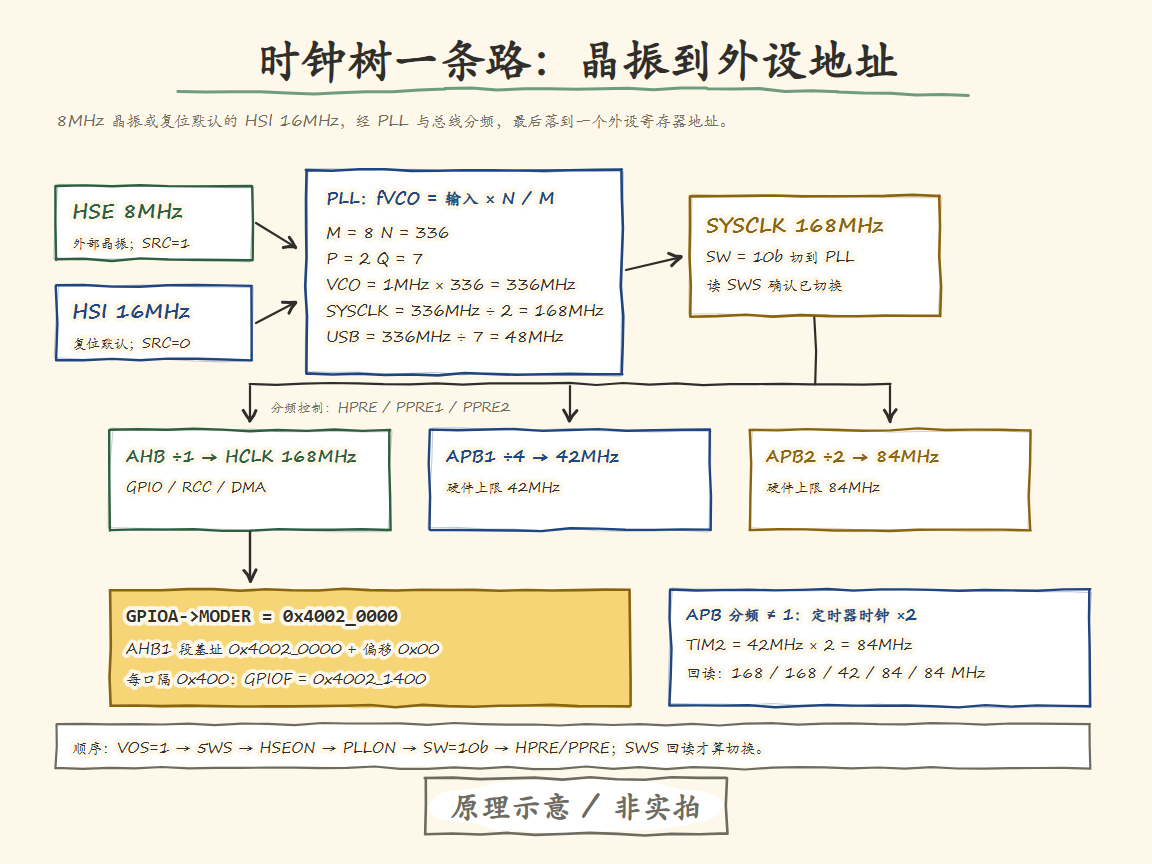 时钟树一条路：晶振到外设地址
8MHz 晶振或复位默认的 HSI 16MHz，经 PLL 与总线分频，最后落到一个外设寄存器地址。
HSE 8MHz
外部晶振；SRC=1
HSI 16MHz
复位默认；SRC=0
PLL：fVCO = 输入 × N / M
M = 8 N = 336
P = 2 Q = 7
VCO = 1MHz × 336 = 336MHz
SYSCLK = 336MHz ÷ 2 = 168MHz
USB = 336MHz ÷ 7 = 48MHz
SYSCLK 168MHz
SW = 10b 切到 PLL
读 SWS 确认已切换
分频控制：HPRE / PPRE1 / PPRE2
AHB ÷1 → HCLK 168MHz
GPIO / RCC / DMA
APB1 ÷4 → 42MHz
硬件上限 42MHz
APB2 ÷2 → 84MHz
硬件上限 84MHz
GPIOA->MODER = 0x4002_0000
AHB1 段基址 0x4002_0000 + 偏移 0x00
每口隔 0x400：GPIOF = 0x4002_1400
APB 分频 ≠ 1：定时器时钟 ×2
TIM2 = 42MHz × 2 = 84MHz
回读：168 / 168 / 42 / 84 / 84 MHz
顺序：VOS=1 → 5WS → HSEON → PLLON → SW=10b → HPRE/PPRE；SWS 回读才算切换。
原理示意 / 非实拍